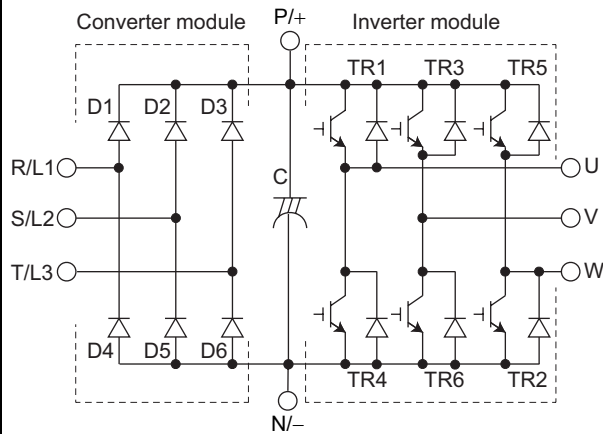 Converter module
P/+
Inverter module
TR1
TR3
TR5
D1
D2
D3
R/L1
C
U
S/L2
V
T/L3
W
D4
D5
D6
TR4
TR6
TR2
N/−